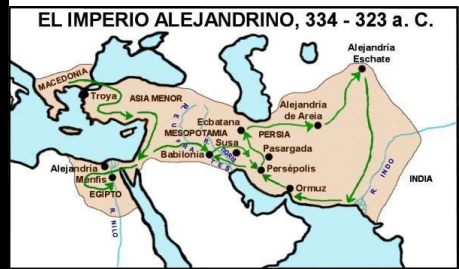 EL IMPERIO ALEJANDRINO, 334 - 323 a. C.
Alejandría
Eschate
MACEDONIA
Troya
ASIA MENOR
Alejandría
de Areia
Ecbatana
MESOPOTAMIA
PERSIA
Susa
Pasargada
Babilonia
Persépolis
R. EUFRATES
R. INDO
INDIA
Alejandría
Menfis
EGIPTO
Ormuz
R. NILO